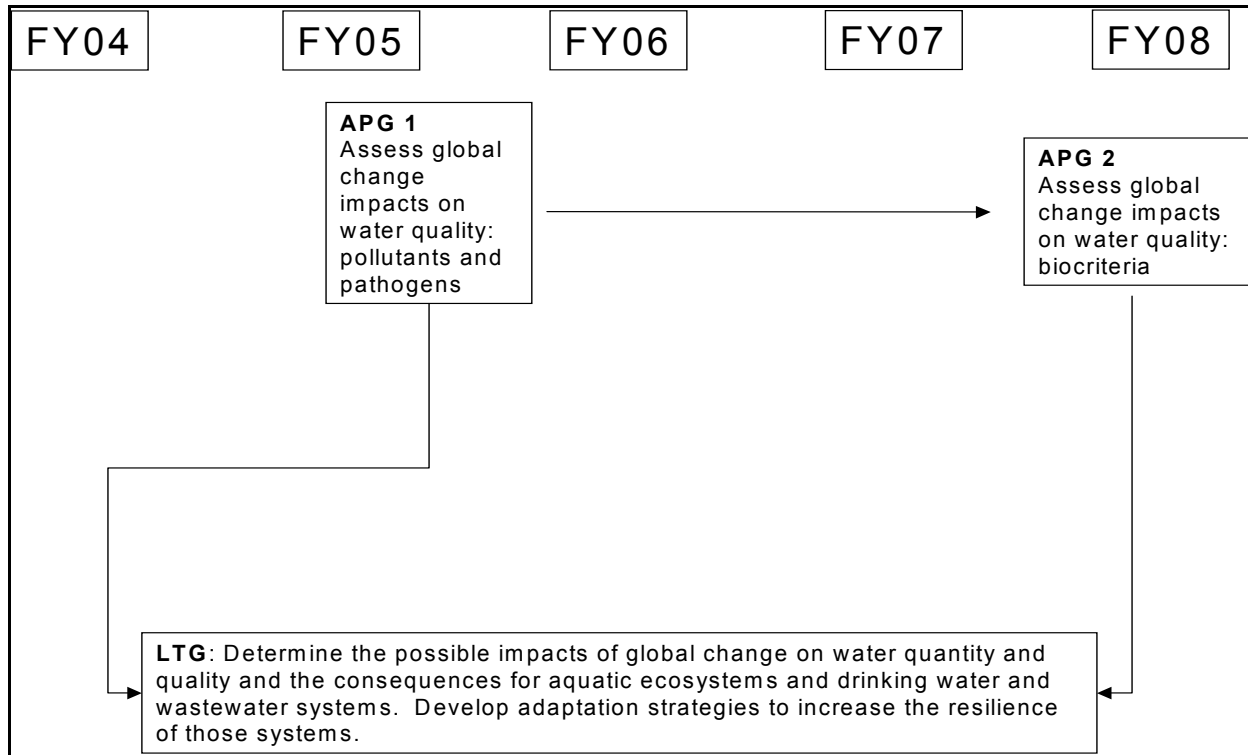 FY04 FY05 FY06 FY07 FY08
APG 1
Assess global
change
impacts on
water quality:
pollutants and
pathogens
APG 2
Assess global
change impacts
on water quality:
biocriteria
LTG: Determine the possible impacts of global change on water quantity and
quality and the consequences for aquatic ecosystems and drinking water and
wastewater systems.  Develop adaptation strategies to increase the resilience
of those systems.